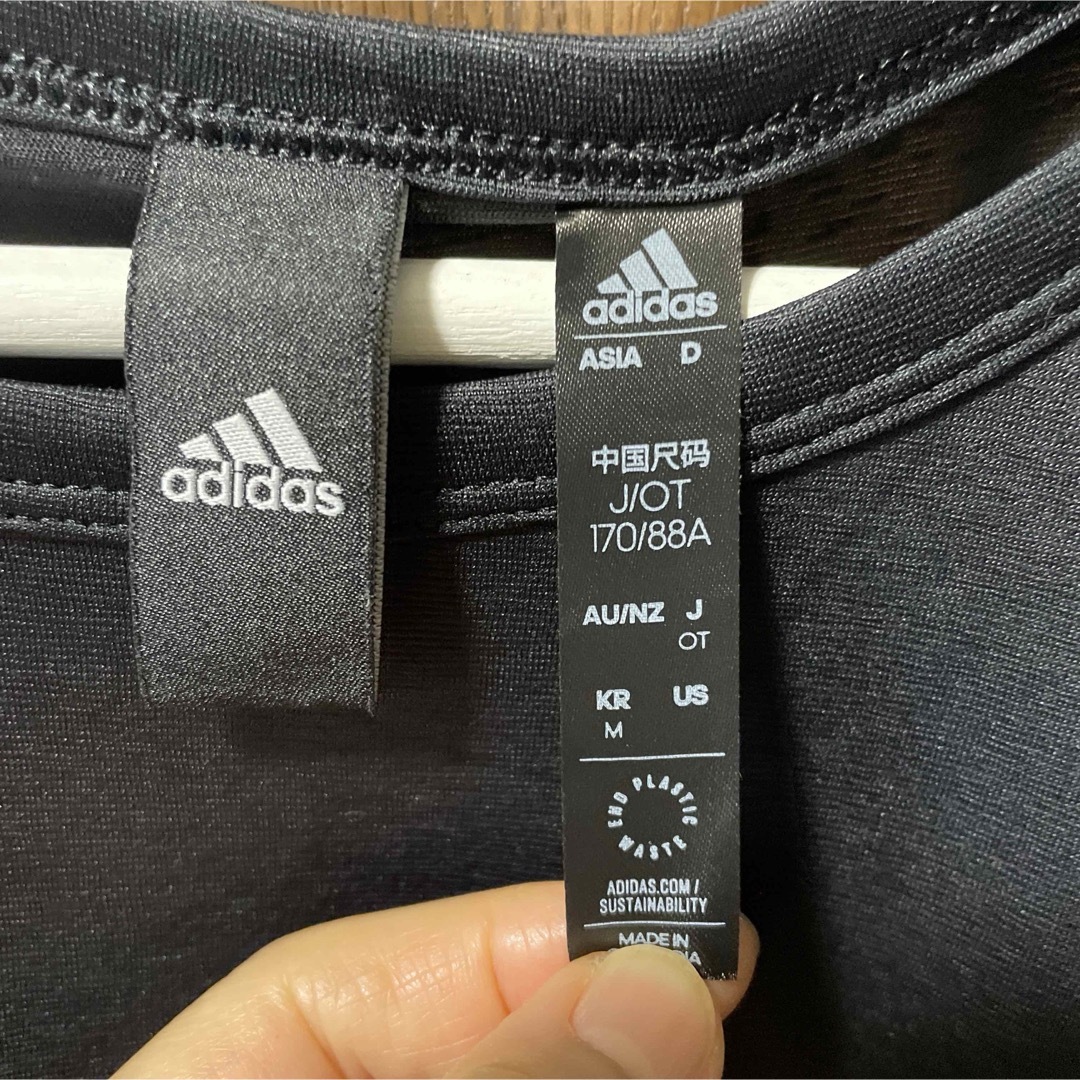 adidas
adidas
ASIA D
中国尺码
J/OT
170/88A
AU/NZ J
OT
KR US
M
END PLASTIC WASTE
ADIDAS.COM/
SUSTAINABILITY
MADE IN